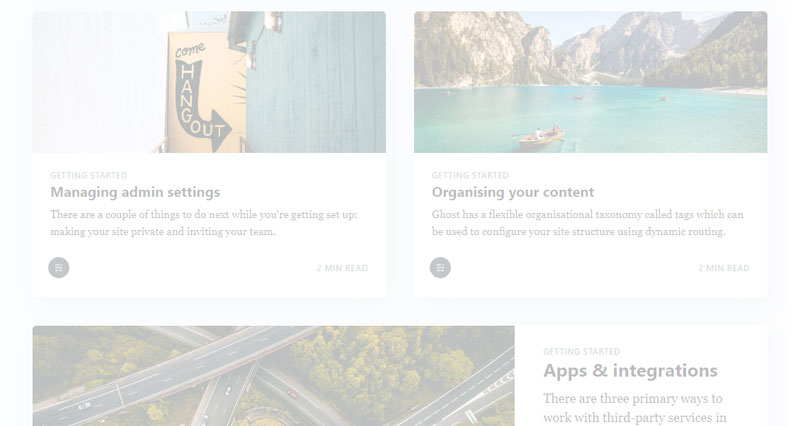 come
HANGOUT
GETTING STARTED
Managing admin settings
There are a couple of things to do next while you're getting set up:
making your site private and inviting your team.
2 MIN READ
GETTING STARTED
Organising your content
Ghost has a flexible organisational taxonomy called tags which can
be used to configure your site structure using dynamic routing.
2 MIN READ
GETTING STARTED
Apps & integrations
There are three primary ways to
work with third-party services in